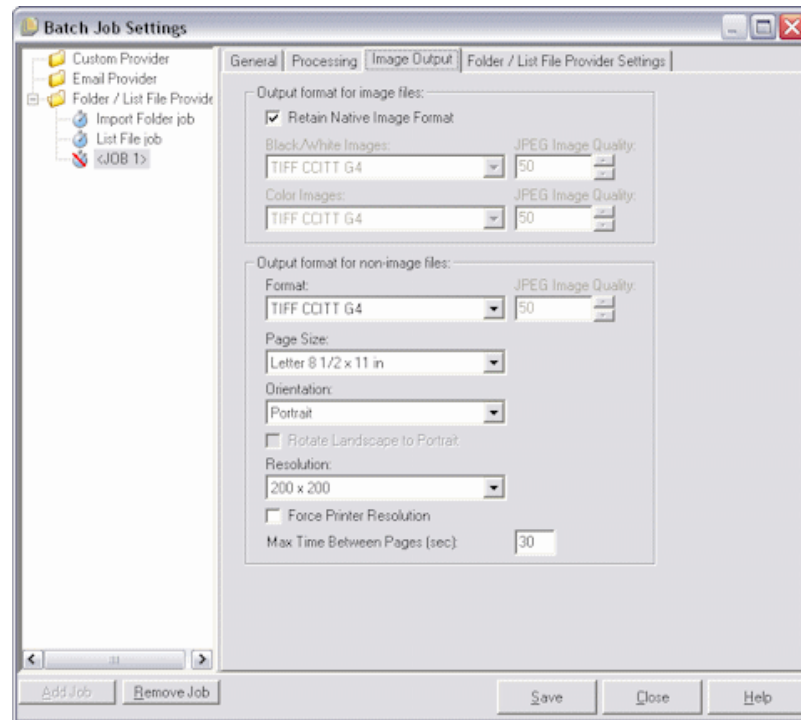 Batch Job Settings
Custom Provider
Email Provider
Folder / List File Provide
Import Folder job
List File job
<JOB 1>
Add Job
Remove Job
General
Processing
Image Output
Folder / List File Provider Settings
Output format for image files:
Retain Native Image Format
Black/White Images:
JPEG Image Quality:
TIFF CCITT G4
50
Color Images:
JPEG Image Quality:
TIFF CCITT G4
50
Output format for non-image files:
Format:
JPEG Image Quality:
TIFF CCITT G4
50
Page Size:
Letter 8 1/2 x 11 in
Orientation:
Portrait
Rotate Landscape to Portrait
Resolution:
200 x 200
Force Printer Resolution
Max Time Between Pages (sec):
30
Save
Close
Help